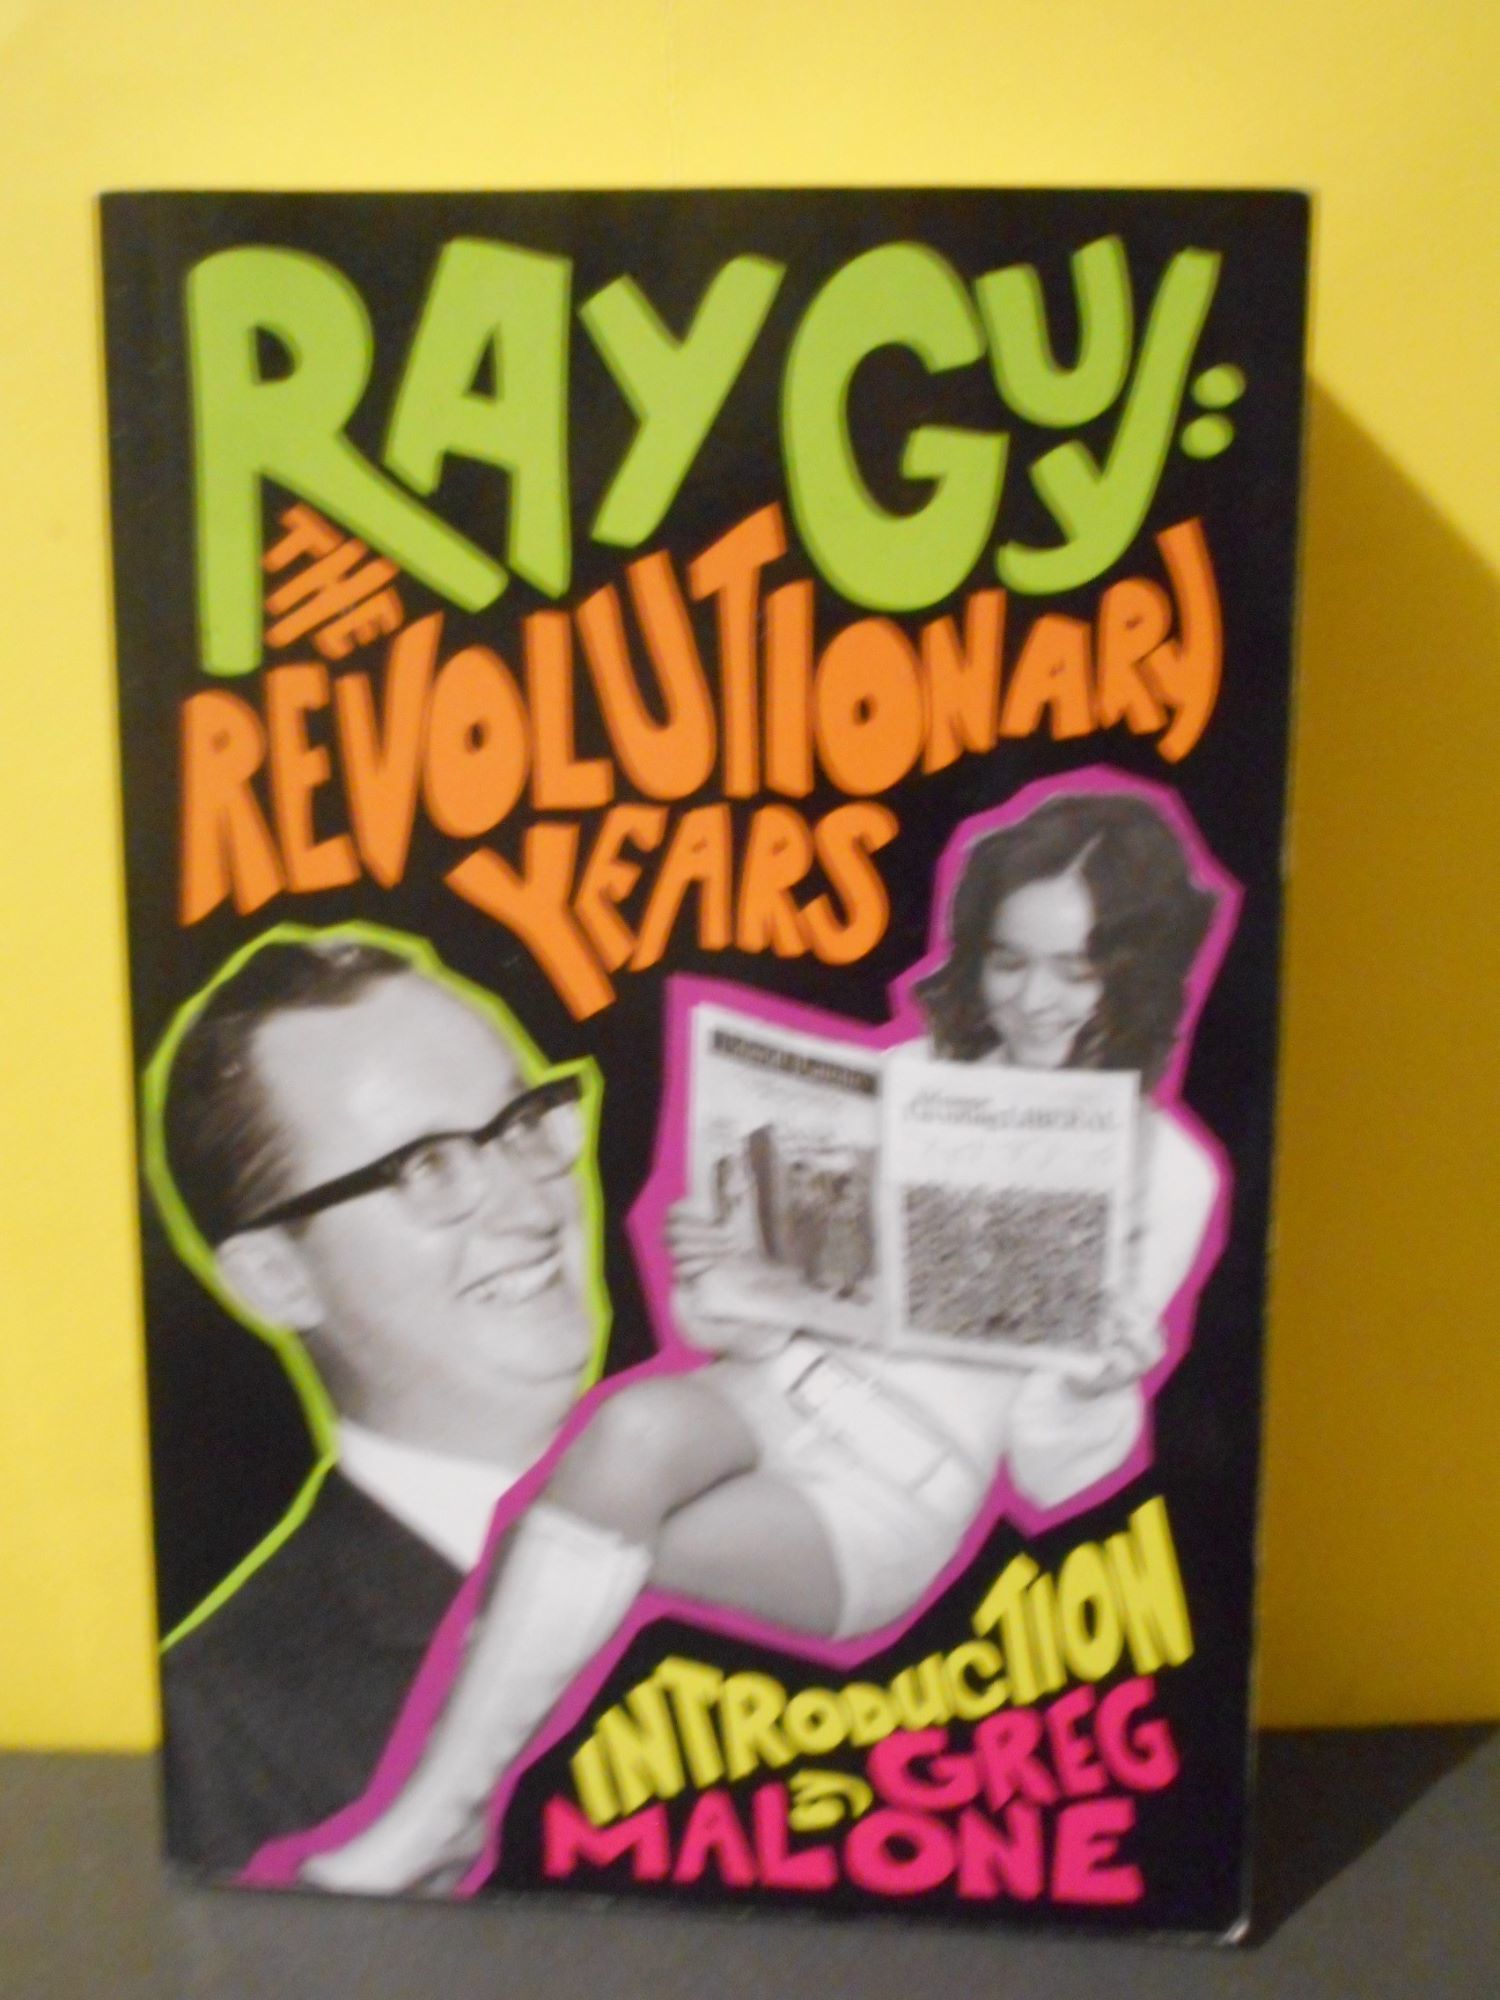 RAY GUY:
THE
REVOLUTIONARY
YEARS
INTRODUCTION
by GREG
MALONE